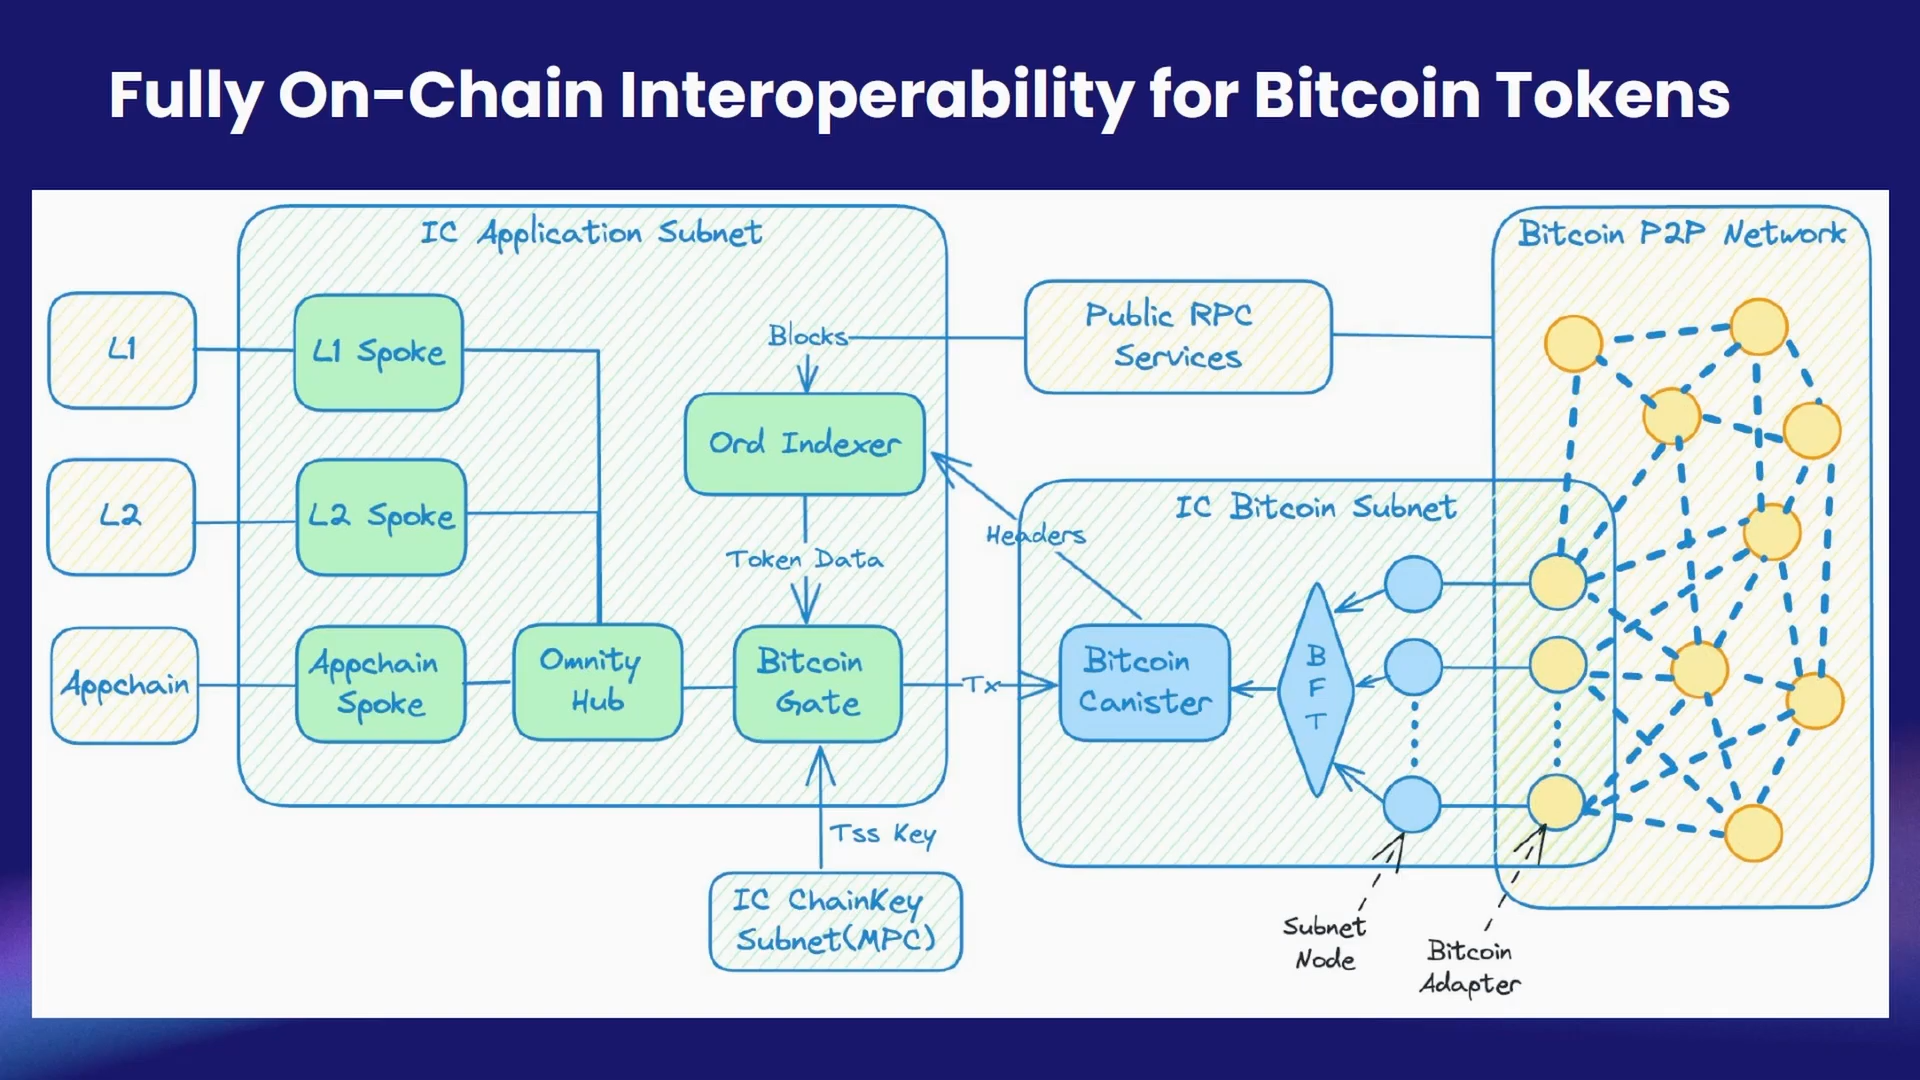 Fully On-Chain Interoperability for Bitcoin Tokens
IC Application Subnet
Bitcoin P2P Network
L1
L1 Spoke
Blocks
Public RPC
Services
Ord Indexer
L2
L2 Spoke
Token Data
Headers
IC Bitcoin Subnet
Appchain
Appchain
Spoke
Omnity
Hub
Bitcoin
Gate
Tx
Bitcoin
Canister
B
F
T
Tss Key
IC ChainKey
Subnet(MPC)
Subnet
Node
Bitcoin
Adapter